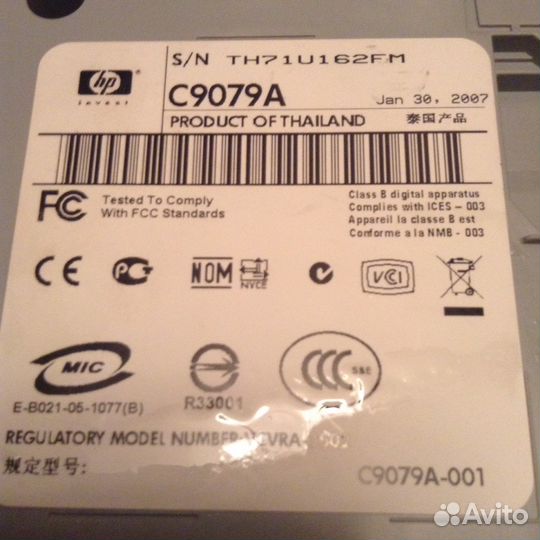 S/N TH71U162FM
hp
invent
C9079A
Jan 30, 2007
PRODUCT OF THAILAND
泰国产品
FC
Tested To Comply
With FCC Standards
Class B digital apparatus
Complies with ICES - 003
Appareil la classe B est
Conforme a la NMB - 003
CE
NOM
NYCE
VCI
MIC
E-B021-05-1077(B)
R33001
CCC
S&E
REGULATORY MODEL NUMBER
规定型号:
C9079A-001
Avito